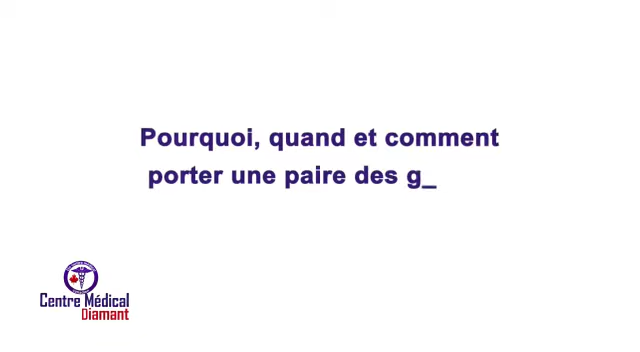 Pourquoi, quand et comment
porter une paire des g_
Centre Médical
Diamant